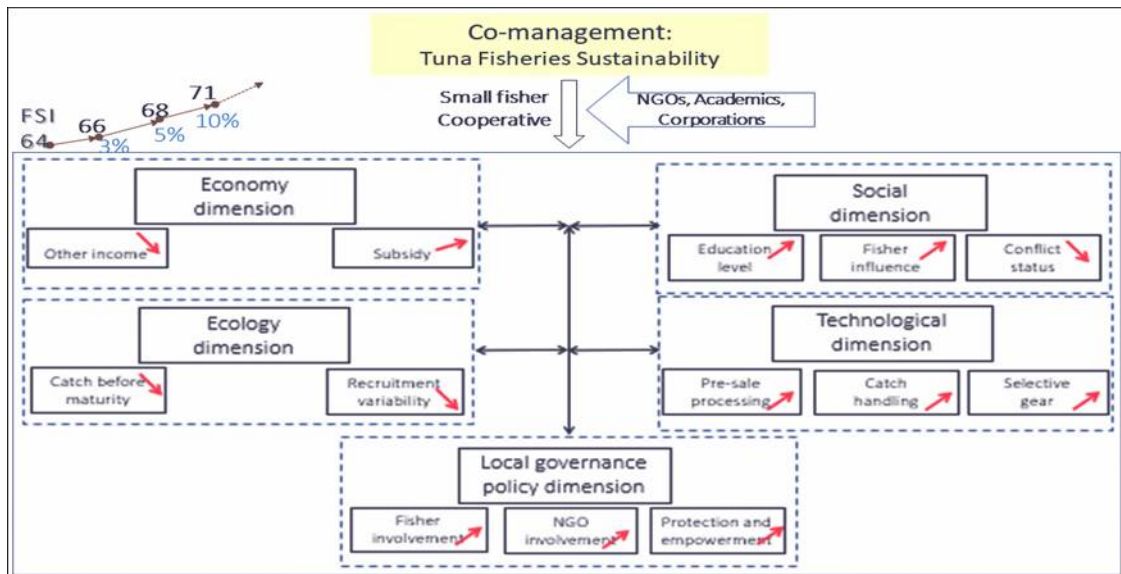 Co-management:
Tuna Fisheries Sustainability
Small fisher
Cooperative
NGOs, Academics,
Corporations
FSI
64
66
3%
68
5%
71
10%
Economy
dimension
Other income
Subsidy
Social
dimension
Education
level
Fisher
influence
Conflict
status
Ecology
dimension
Catch before
maturity
Recruitment
variability
Technological
dimension
Pre-sale
processing
Catch
handling
Selective
gear
Local governance
policy dimension
Fisher
involvement
NGO
involvement
Protection and
empowerment